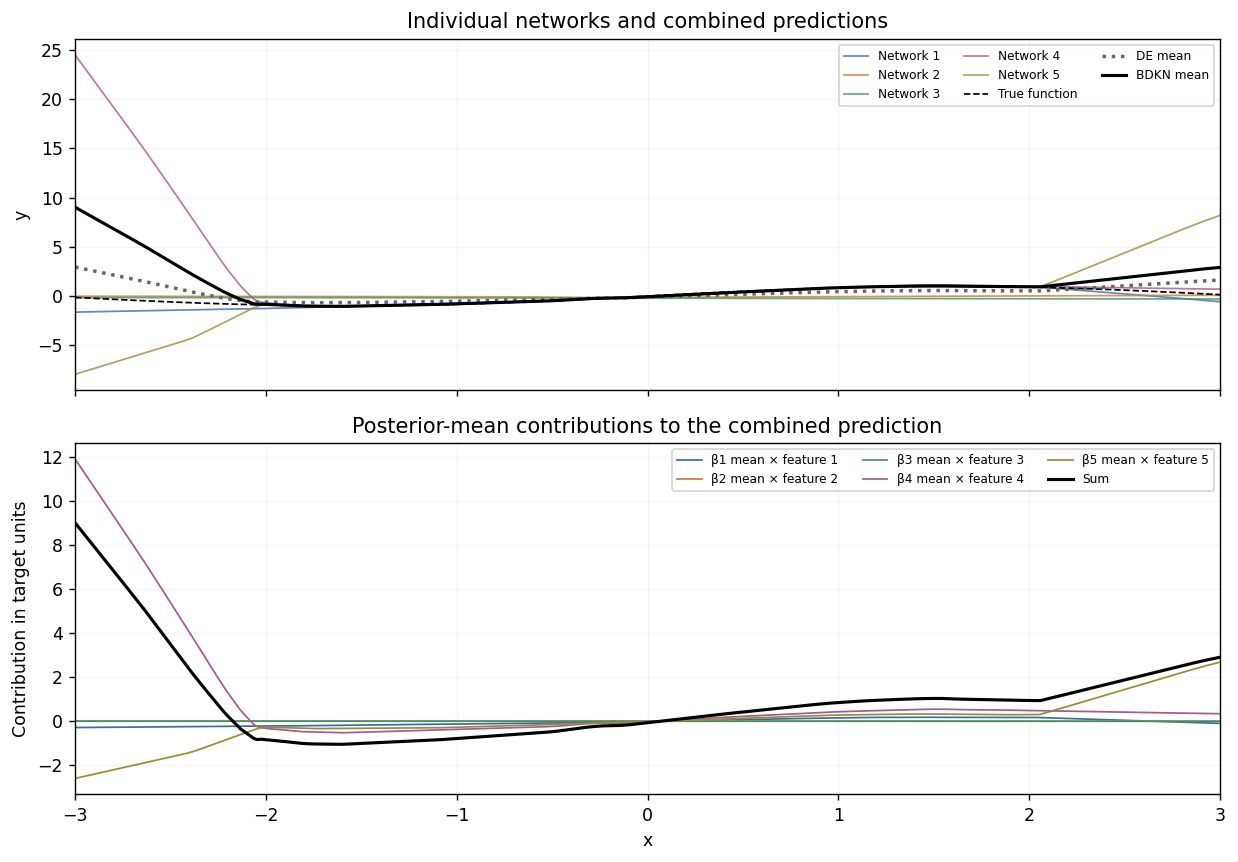 Individual networks and combined predictions
25
20
15
10
5
0
−5
y
Network 1
Network 2
Network 3
Network 4
Network 5
True function
DE mean
BDKN mean
Posterior-mean contributions to the combined prediction
12
10
8
6
4
2
0
−2
Contribution in target units
β1 mean × feature 1
β2 mean × feature 2
β3 mean × feature 3
β4 mean × feature 4
β5 mean × feature 5
Sum
−3 −2 −1 0 1 2 3
x